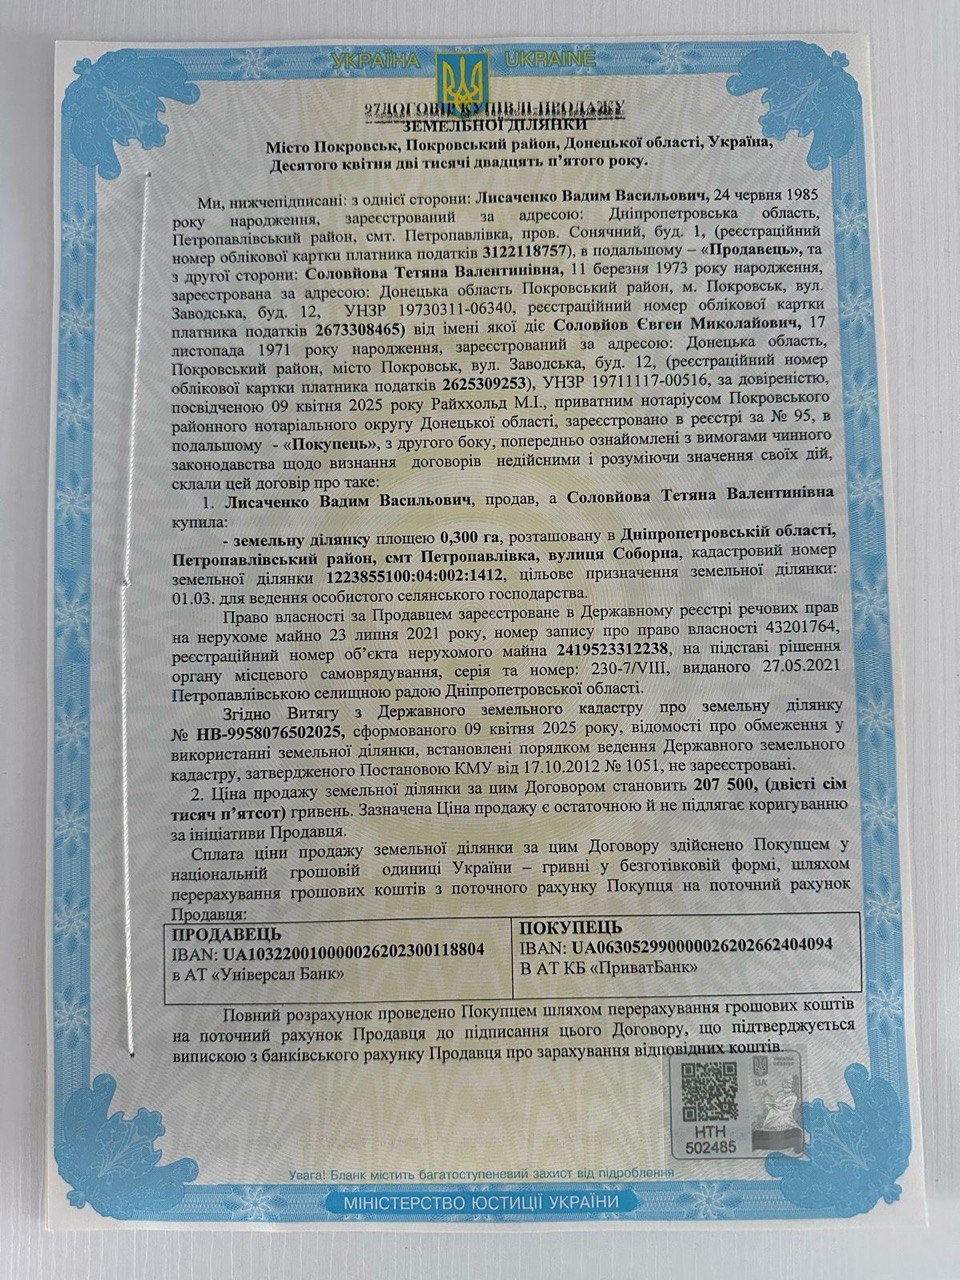 УКРАЇНА UKRAINE
97ДОГОВІР КУПІВЛІ-ПРОДАЖУ
ЗЕМЕЛЬНОЇ ДІЛЯНКИ
Місто Покровськ, Покровський район, Донецької області, Україна,
Десятого квітня дві тисячі двадцять п’ятого року.
Ми, нижчепідписані: з однієї сторони: Лисаченко Вадим Васильович, 24 червня 1985
року народження, зареєстрований за адресою: Дніпропетровська область,
Петропавлівський район, смт. Петропавлівка, пров. Сонячний, буд. 1, (реєстраційний
номер облікової картки платника податків 3122118757), в подальшому – «Продавець», та
з другої сторони: Соловйова Тетяна Валентинівна, 11 березня 1973 року народження,
зареєстрована за адресою: Донецька область Покровський район, м. Покровськ, вул.
Заводська, буд. 12, УНЗР 19730311-06340, реєстраційний номер облікової картки
платника податків 2673308465) від імені якої діє Соловйов Євген Миколайович, 17
листопада 1971 року народження, зареєстрований за адресою: Донецька область,
Покровський район, місто Покровськ, вул. Заводська, буд. 12, (реєстраційний номер
облікової картки платника податків 2625309253), УНЗР 19711117-00516, за довіреністю,
посвідченою 09 квітня 2025 року Райххольд М.І., приватним нотаріусом Покровського
районного нотаріального округу Донецької області, зареєстровано в реєстрі за № 95, в
подальшому - «Покупець», з другого боку, попередньо ознайомлені з вимогами чинного
законодавства щодо визнання договорів недійсними і розуміючи значення своїх дій,
склали цей договір про таке:
1. Лисаченко Вадим Васильович, продав, а Соловйова Тетяна Валентинівна
купила:
- земельну ділянку площею 0,300 га, розташовану в Дніпропетровській області,
Петропавлівський район, смт Петропавлівка, вулиця Соборна, кадастровий номер
земельної ділянки 1223855100:04:002:1412, цільове призначення земельної ділянки:
01.03. для ведення особистого селянського господарства.
Право власності за Продавцем зареєстроване в Державному реєстрі речових прав
на нерухоме майно 23 липня 2021 року, номер запису про право власності 43201764,
реєстраційний номер об’єкта нерухомого майна 2419523312238, на підставі рішення
органу місцевого самоврядування, серія та номер: 230-7/VIII, виданого 27.05.2021
Петропавлівською селищною радою Дніпропетровської області.
Згідно Витягу з Державного земельного кадастру про земельну ділянку
№ НВ-9958076502025, сформованого 09 квітня 2025 року, відомості про обмеження у
використанні земельної ділянки, встановлені порядком ведення Державного земельного
кадастру, затвердженого Постановою КМУ від 17.10.2012 № 1051, не зареєстровані.
2. Ціна продажу земельної ділянки за цим Договором становить 207 500, (двісті сім
тисяч п’ятсот) гривень. Зазначена Ціна продажу є остаточною й не підлягає коригуванню
за ініціативи Продавця.
Сплата ціни продажу земельної ділянки за цим Договору здійснено Покупцем у
національній грошовій одиниці України – гривні у безготівковій формі, шляхом
перерахування грошових коштів з поточного рахунку Покупця на поточний рахунок
Продавця:
ПРОДАВЕЦЬ
IBAN: UA103220010000026202300118804
в АТ «Універсал Банк»
ПОКУПЕЦЬ
IBAN: UA063052990000026202662404094
В АТ КБ «ПриватБанк»
Повний розрахунок проведено Покупцем шляхом перерахування грошових коштів
на поточний рахунок Продавця до підписання цього Договору, що підтверджується
випискою з банківського рахунку Продавця про зарахування відповідних коштів.
UA
НТН
502485
Увага! Бланк містить багатоступеневий захист від підроблення
МІНІСТЕРСТВО ЮСТИЦІЇ УКРАЇНИ